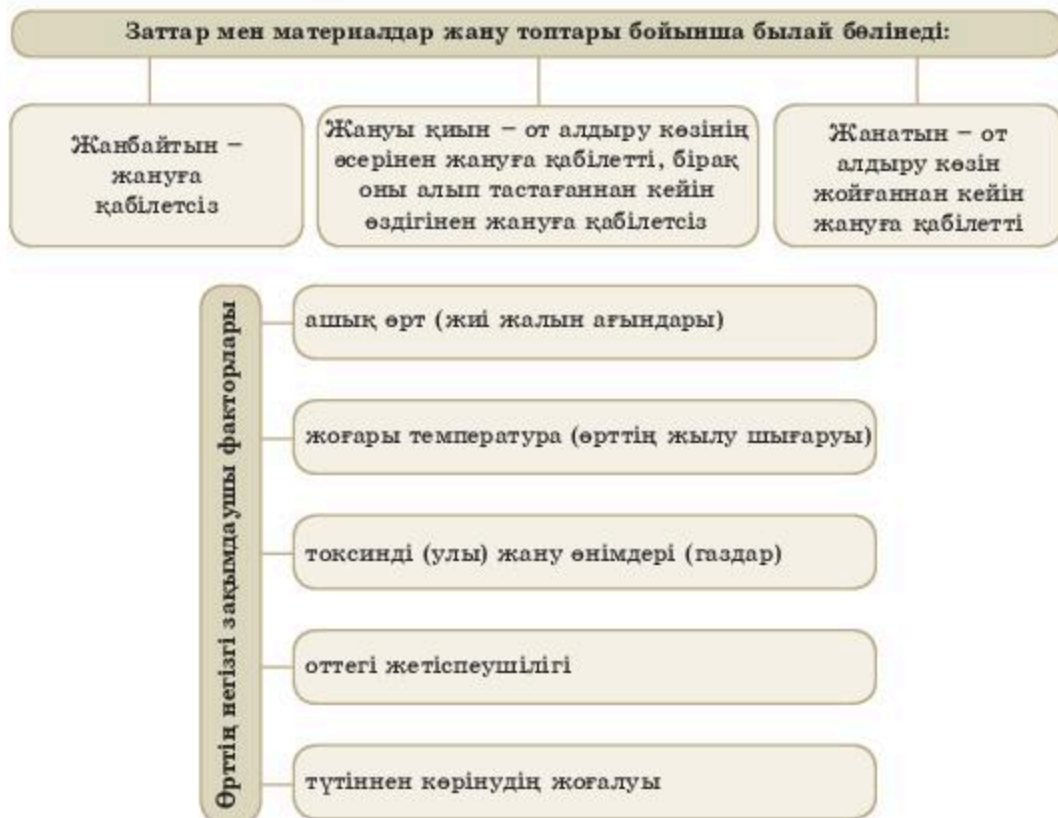 Заттар мен материалдар жану топтары бойынша былай бөлінеді:
Жанбайтын –
жануға
қабілетсіз
Жануы қиын – от алдыру көзінің
әсерінен жануға қабілетті, бірақ
оны алып тастағаннан кейін
өздігінен жануға қабілетсіз
Жанатын – от
алдыру көзін
жойғаннан кейін
жануға қабілетті
Өрттің негізгі зақымдаушы факторлары
ашық өрт (жиі жалын ағындары)
жоғары температура (өрттің жылу шығаруы)
токсинді (улы) жану өнімдері (газдар)
оттегі жетіспеушілігі
түтіннен көрінудің жоғалуы